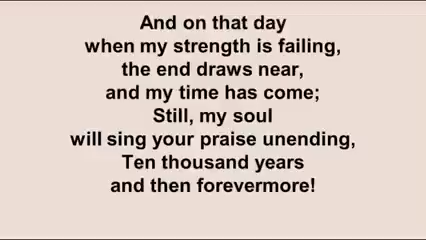 And on that day
when my strength is failing,
the end draws near,
and my time has come;
Still, my soul
will sing your praise unending,
Ten thousand years
and then forevermore!